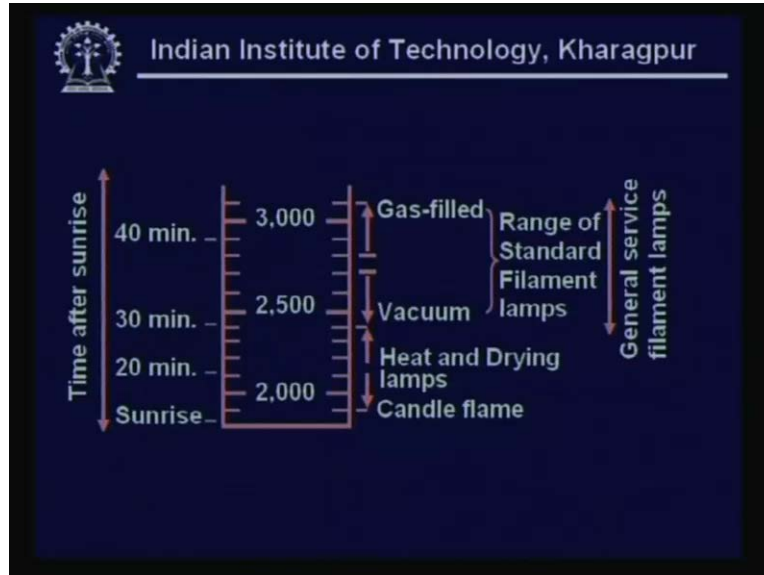 Indian Institute of Technology, Kharagpur
Time after sunrise
40 min.
30 min.
20 min.
Sunrise
3,000
2,500
2,000
Gas-filled
Vacuum
Heat and Drying
lamps
Candle flame
Range of
Standard
Filament
lamps
General service
filament lamps